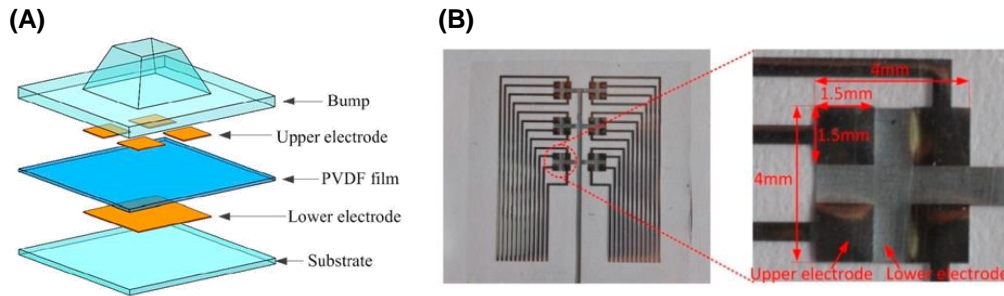 (A)
Bump
Upper electrode
PVDF film
Lower electrode
Substrate
(B)
4mm
1.5mm
1.5mm
4mm
Upper electrode
Lower electrode